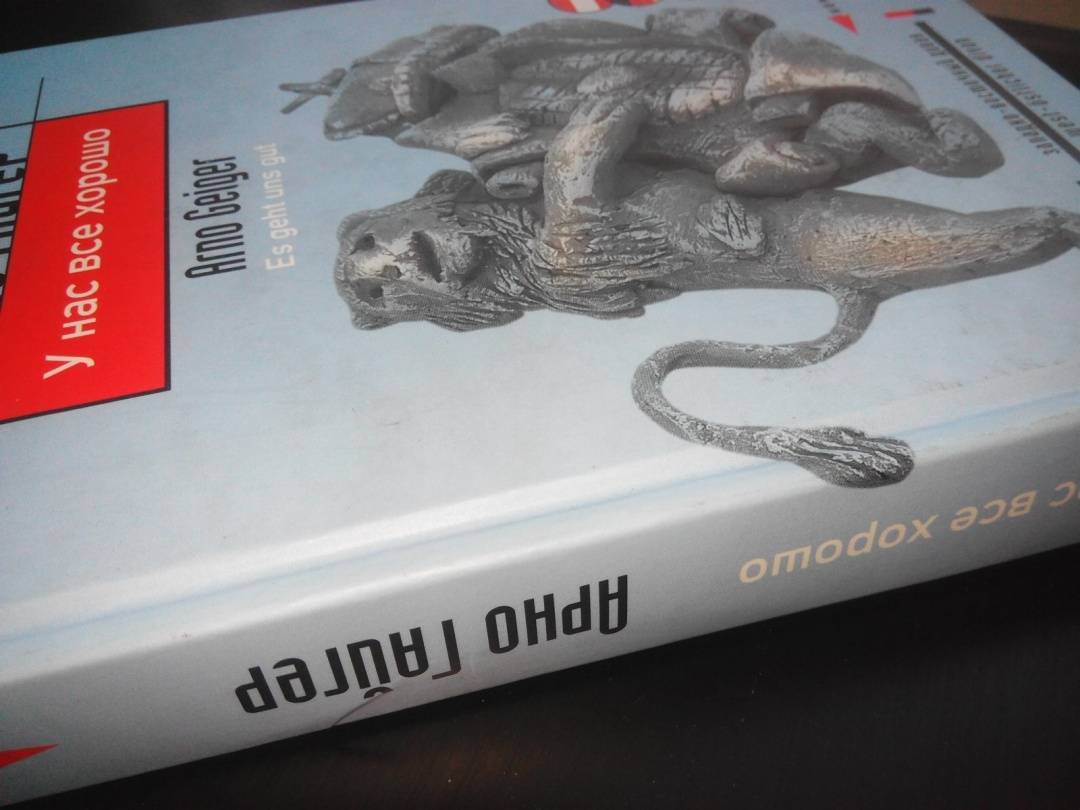 У нас все хорошо
Arno Geiger
Es geht uns gut
Арно Гайгер
все хорошо